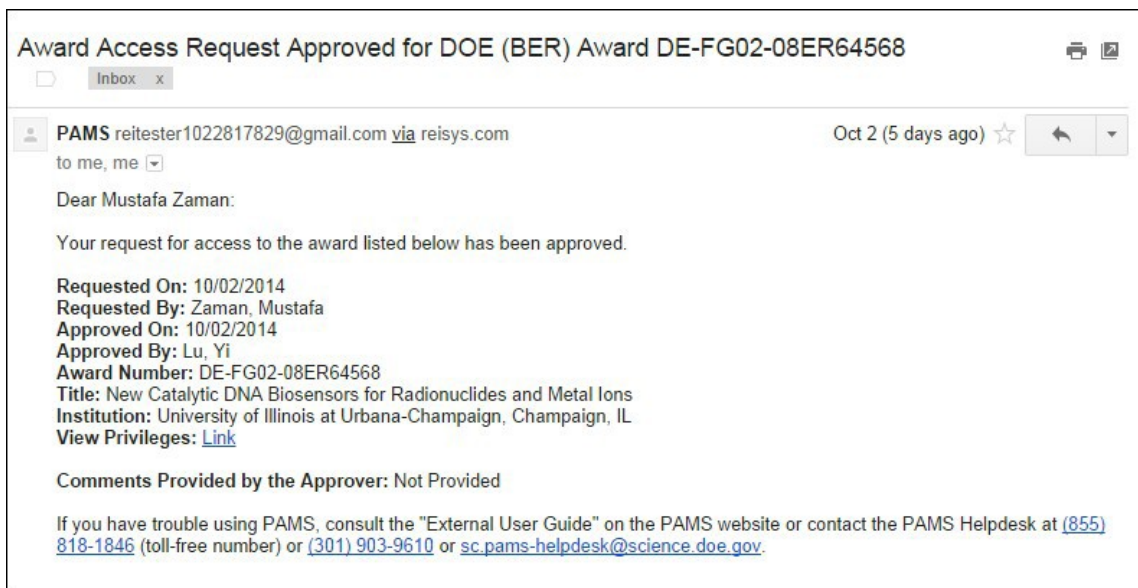 Award Access Request Approved for DOE (BER) Award DE-FG02-08ER64568
Inbox x
PAMS reitester1022817829@gmail.com via reisys.com
Oct 2 (5 days ago)
to me, me
Dear Mustafa Zaman:
Your request for access to the award listed below has been approved.
Requested On: 10/02/2014
Requested By: Zaman, Mustafa
Approved On: 10/02/2014
Approved By: Lu, Yi
Award Number: DE-FG02-08ER64568
Title: New Catalytic DNA Biosensors for Radionuclides and Metal Ions
Institution: University of Illinois at Urbana-Champaign, Champaign, IL
View Privileges: Link
Comments Provided by the Approver: Not Provided
If you have trouble using PAMS, consult the "External User Guide" on the PAMS website or contact the PAMS Helpdesk at (855)
818-1846 (toll-free number) or (301) 903-9610 or sc.pams-helpdesk@science.doe.gov.